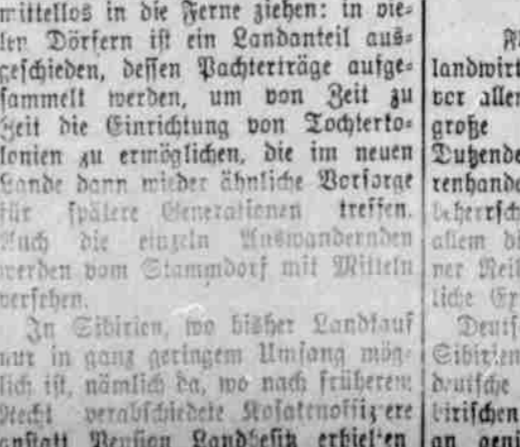 mittellos in die Ferne ziehen: in vie=
len Dörfern ist ein Landanteil aus=
geschieden, dessen Pachterträge aufge=
sammelt werden, um von Zeit zu
Zeit die Einrichtung von Tochterko=
lonien zu ermöglichen, die im neuen
Lande dann wieder ähnliche Vorsorge
für spätere Generationen treffen.
Auch die einzeln Auswandernden
werden vom Stammdorf mit Mitteln
versehen.
In Sibirien, wo bisher Landkauf
nur in ganz geringem Umfang mög=
lich ist, nämlich da, wo nach früherem
Recht verabschiedete Kosakenoffiziere
anstatt Pension Landbesitz erhielten
landwirt
vor allen
große
Dutzende
renhande
beherrsch
allem di
ner Reih
liche Er
Deutsch
Sibirien
deutsche
birischen
an